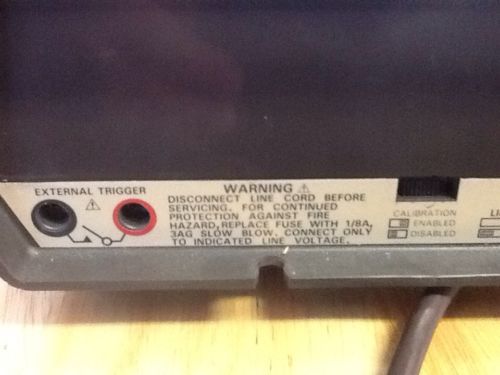 EXTERNAL TRIGGER
WARNING
DISCONNECT LINE CORD BEFORE
SERVICING. FOR CONTINUED
PROTECTION AGAINST FIRE
HAZARD, REPLACE FUSE WITH 1/8A,
3AG SLOW BLOW. CONNECT ONLY
TO INDICATED LINE VOLTAGE.
CALIBRATION
ENABLED
DISABLED